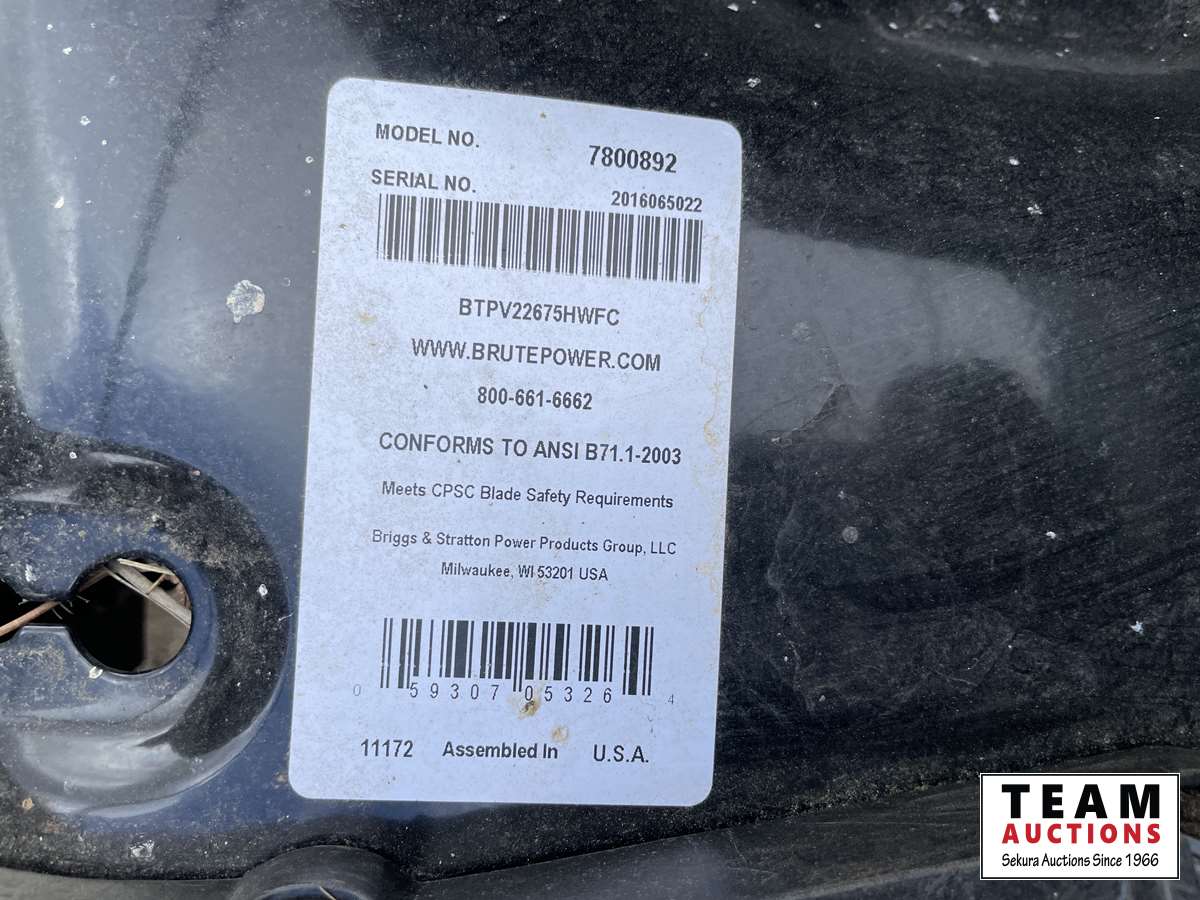 MODEL NO. 7800892
SERIAL NO. 2016065022
BTPV22675HWFC
WWW.BRUTEPOWER.COM
800-661-6662
CONFORMS TO ANSI B71.1-2003
Meets CPSC Blade Safety Requirements
Briggs & Stratton Power Products Group, LLC
Milwaukee, WI 53201 USA
0 59307 05326 4
11172 Assembled In U.S.A.
TEAM
AUCTIONS
Sekura Auctions Since 1966